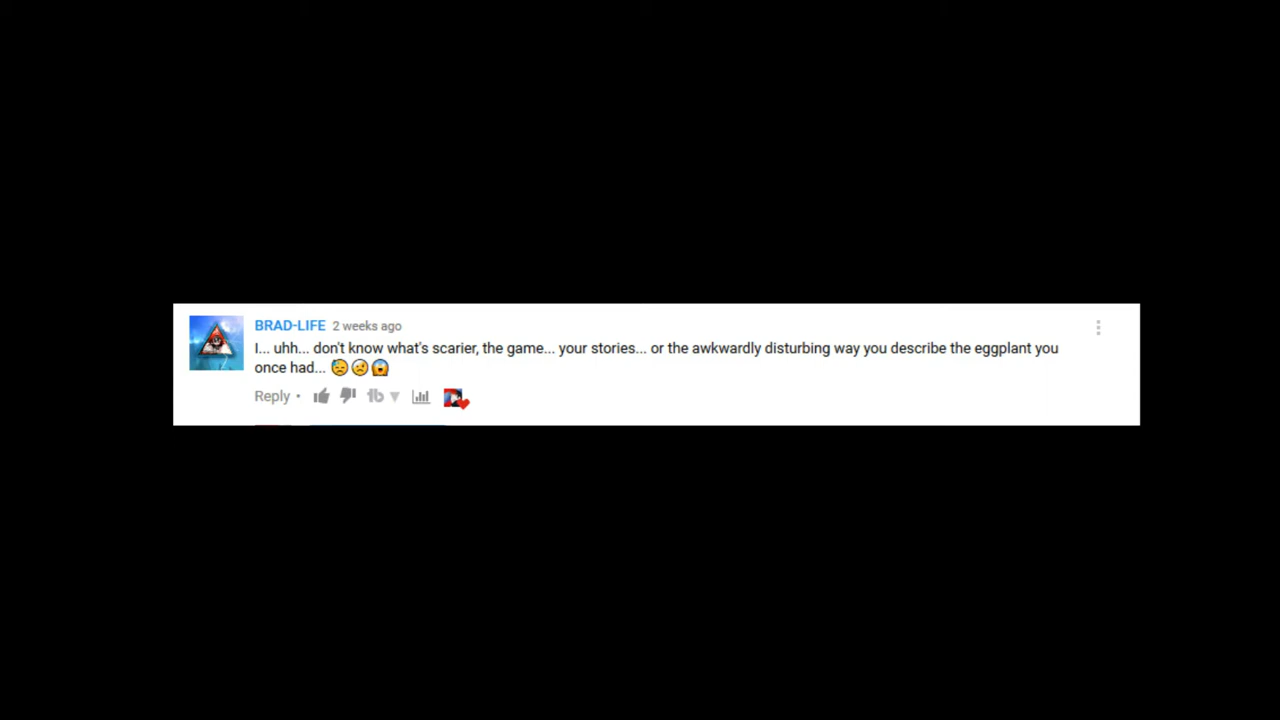 BRAD-LIFE 2 weeks ago
I... uhh... don't know what's scarier, the game... your stories... or the awkwardly disturbing way you describe the eggplant you
once had... 😓😟😱
Reply •